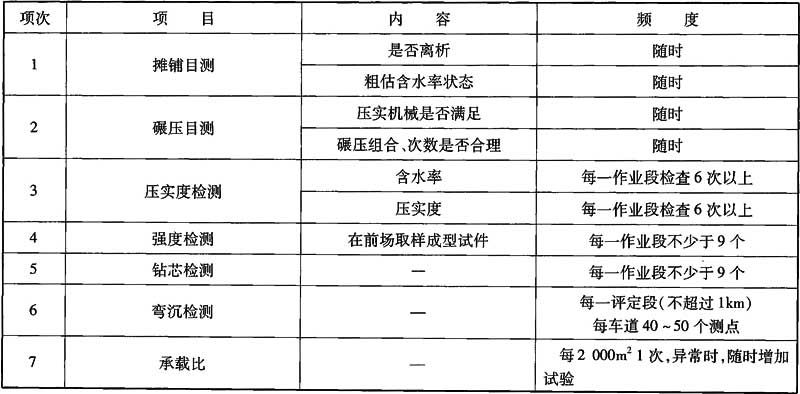 项次 项 目 内 容 频 度
1 摊铺目测 是否离析 随时
粗估含水率状态 随时
2 碾压目测 压实机械是否满足 随时
碾压组合、次数是否合理 随时
3 压实度检测 含水率 每一作业段检查6次以上
压实度 每一作业段检查6次以上
4 强度检测 在前场取样成型试件 每一作业段不少于9个
5 钻芯检测 — 每一作业段不少于9个
6 弯沉检测 — 每一评定段(不超过1km)
每车道40~50个测点
7 承载比 — 每2 000m² 1次,异常时,随时增加
试验